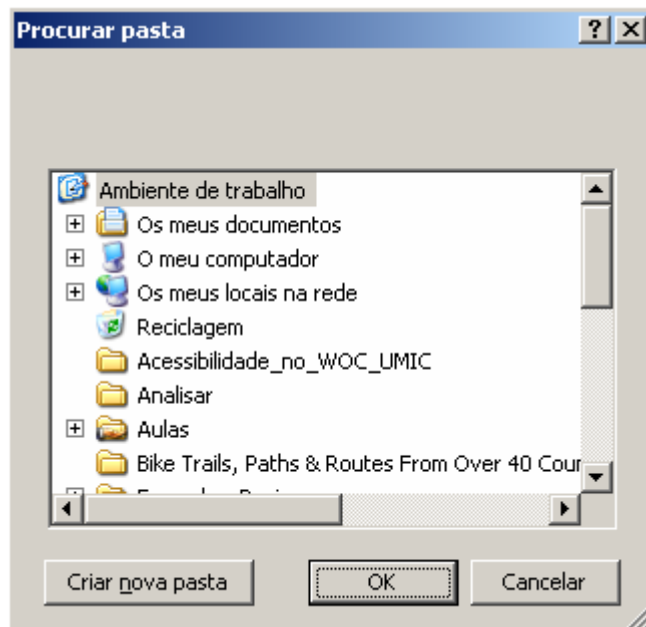 Procurar pasta
Ambiente de trabalho
Os meus documentos
O meu computador
Os meus locais na rede
Reciclagem
Acessibilidade_no_WOC_UMIC
Analisar
Aulas
Bike Trails, Paths & Routes From Over 40 Cour
Criar nova pasta OK Cancelar